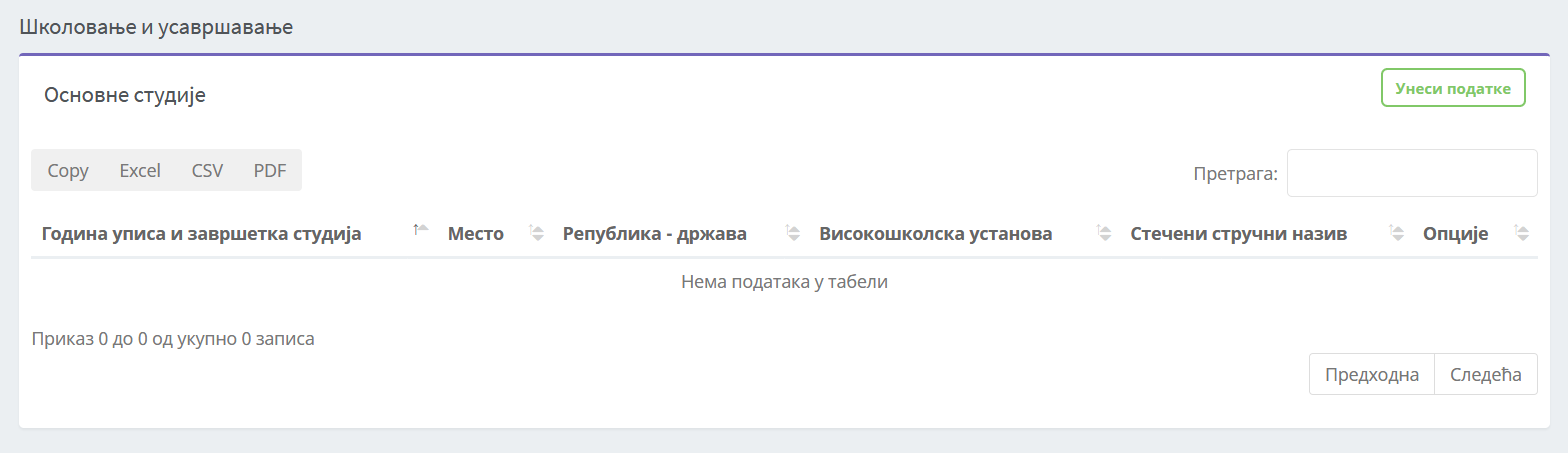 Школовање и усавршавање
Основне студије
Унеси податке
Copy Excel CSV PDF
Претрага:
Година уписа и завршетка студија Место Република - држава Високошколска установа Стечени стручни назив Опције
Нема података у табели
Приказ 0 до 0 од укупно 0 записа
Предходна Следећа